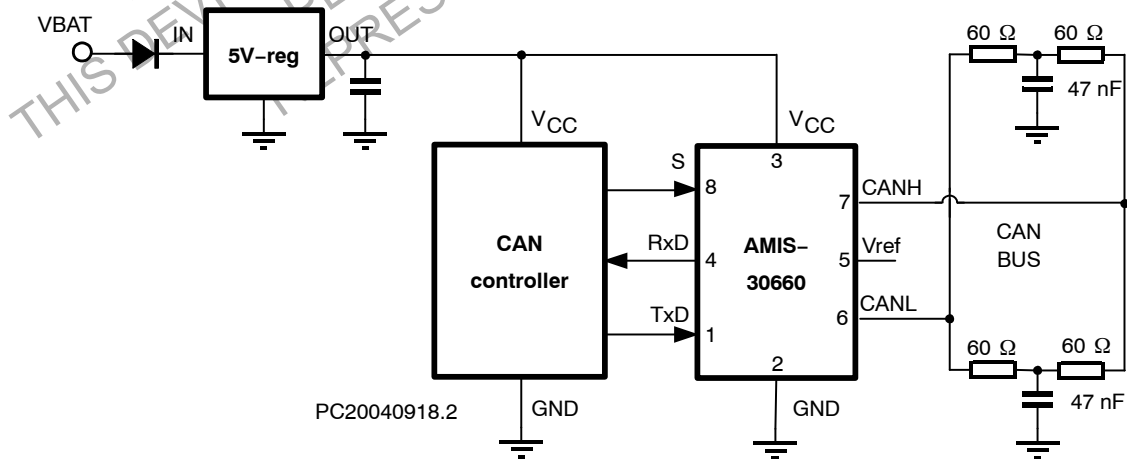 VBAT
IN
5V-reg
OUT
60 Ω 60 Ω
47 nF
VCC
VCC
S
3
8
7 CANH
CAN controller
RxD
4
AMIS-30660
5 Vref
CAN BUS
TxD
1
6 CANL
2
60 Ω 60 Ω
47 nF
GND
GND
PC20040918.2
THIS DEVI